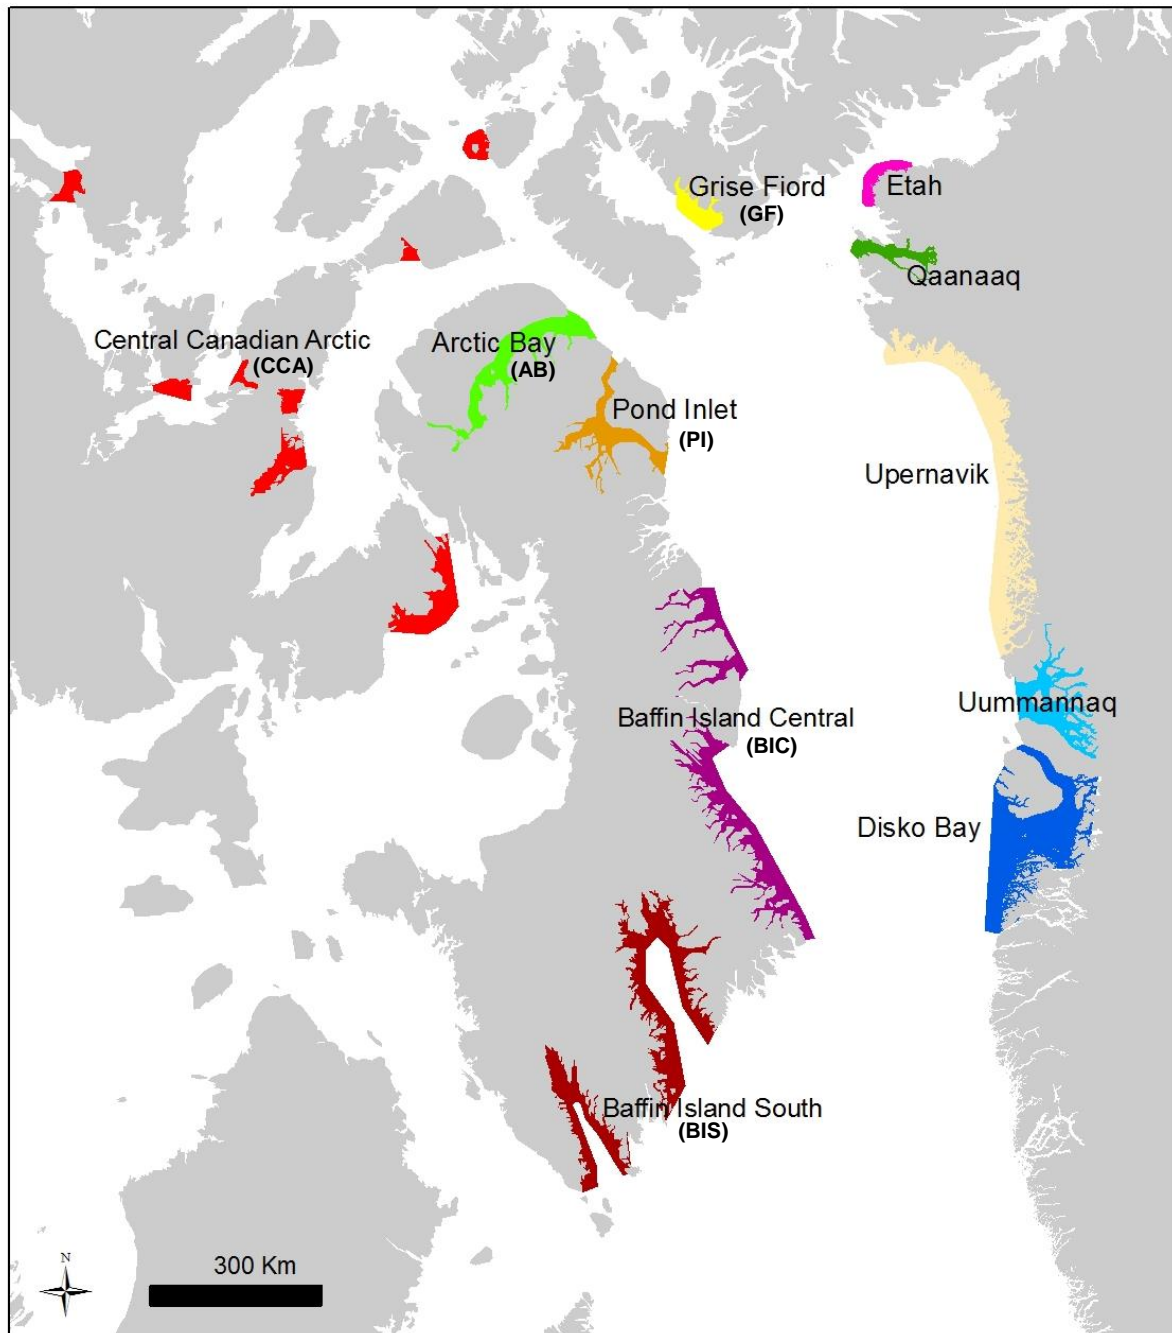 Grise Fiord
(GF)
Etah
Qaanaaq
Central Canadian Arctic
(CCA)
Arctic Bay
(AB)
Pond Inlet
(PI)
Upernavik
Baffin Island Central
(BIC)
Uummannaq
Disko Bay
Baffin Island South
(BIS)
N
300 Km